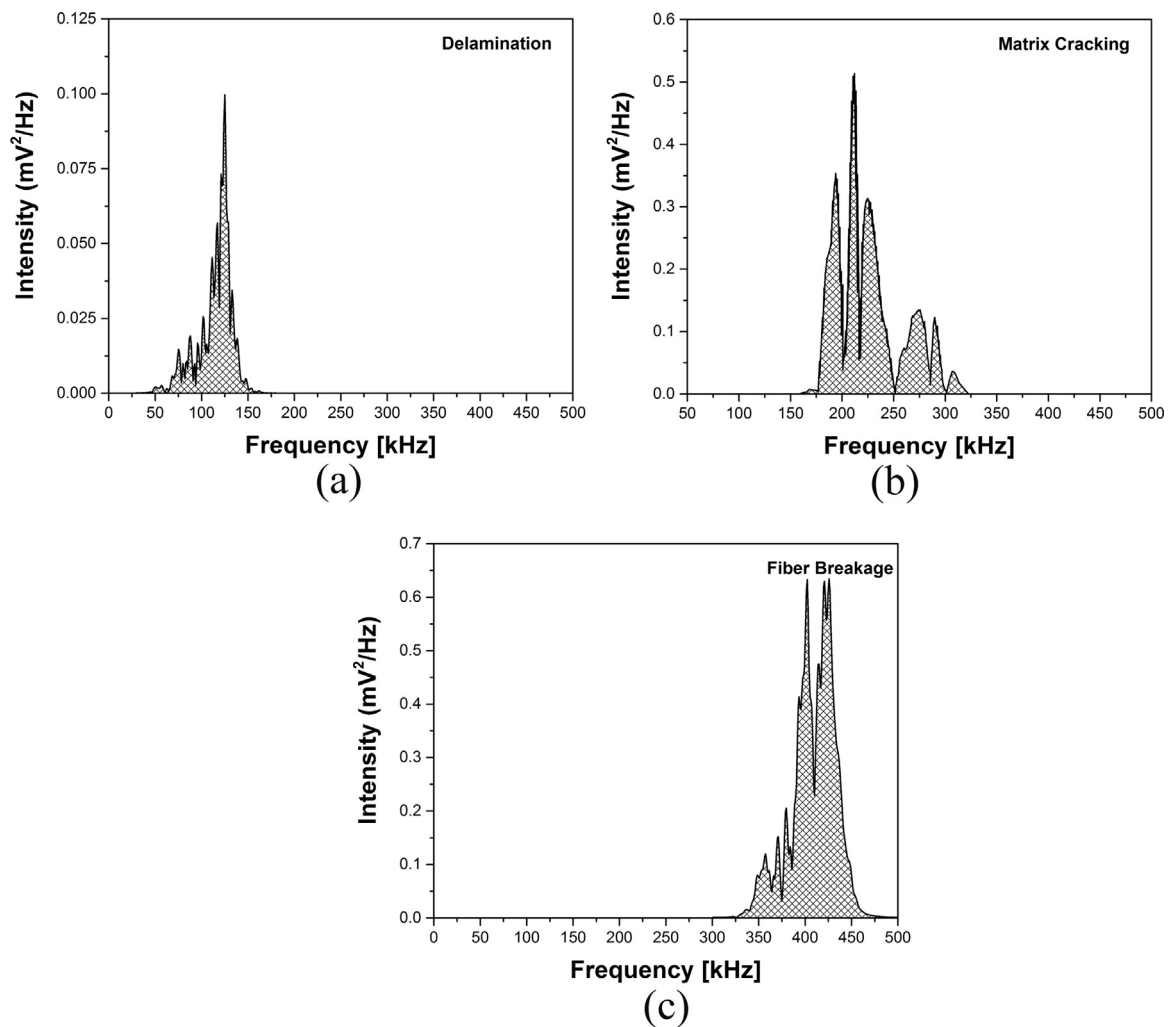 Delamination
Intensity (mV²/Hz)
0.125
0.100
0.075
0.050
0.025
0.000
0 50 100 150 200 250 300 350 400 450 500
Frequency [kHz]
(a)
Matrix Cracking
Intensity (mV²/Hz)
0.6
0.5
0.4
0.3
0.2
0.1
0.0
50 100 150 200 250 300 350 400 450 500
Frequency [kHz]
(b)
Fiber Breakage
Intensity (mV²/Hz)
0.7
0.6
0.5
0.4
0.3
0.2
0.1
0.0
0 50 100 150 200 250 300 350 400 450 500
Frequency [kHz]
(c)